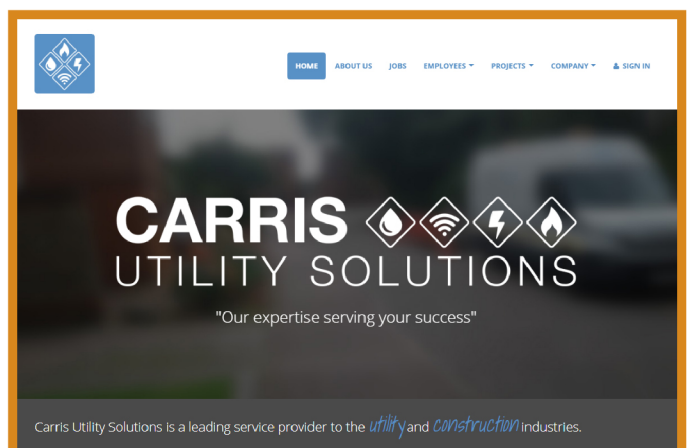 HOME ABOUT US JOBS EMPLOYEES PROJECTS COMPANY SIGN IN
CARRIS
UTILITY SOLUTIONS
"Our expertise serving your success"
Carris Utility Solutions is a leading service provider to the utility and construction industries.